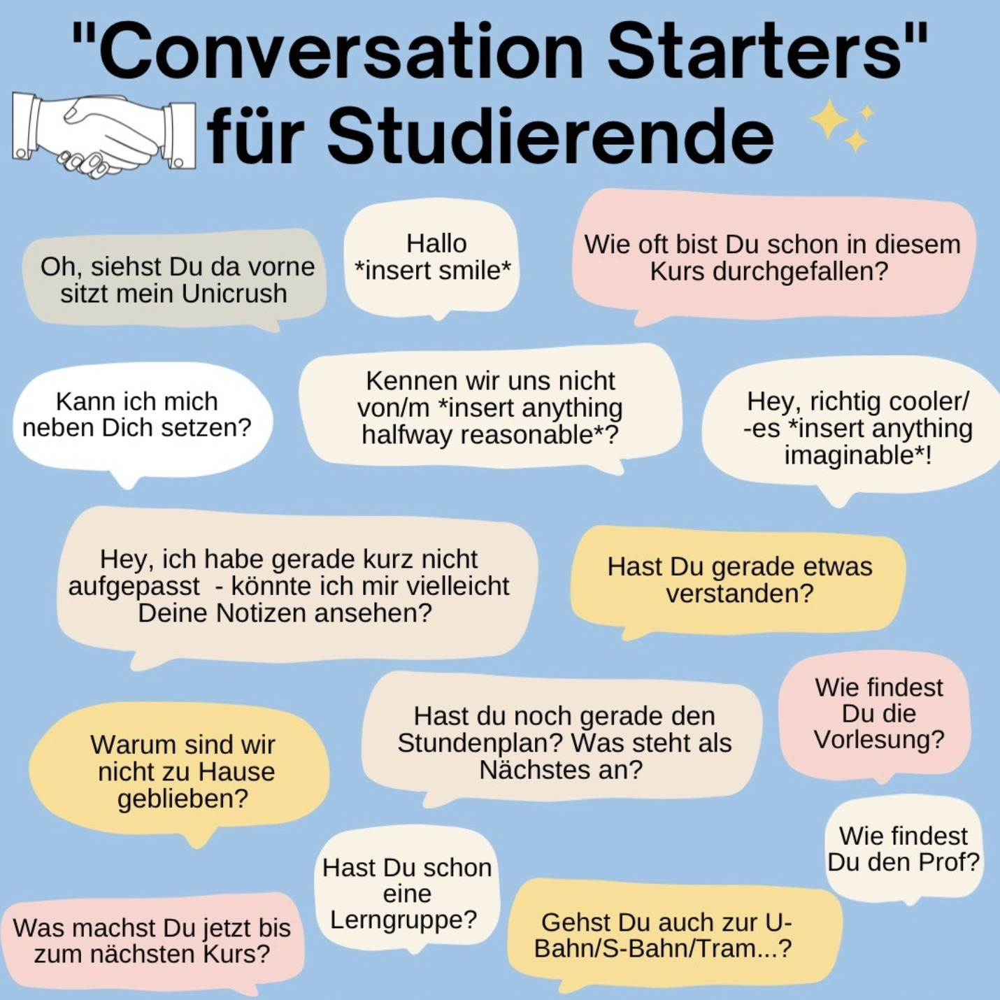 "Conversation Starters"
für Studierende
Oh, siehst Du da vorne
sitzt mein Unicrush
Hallo
*insert smile*
Wie oft bist Du schon in diesem
Kurs durchgefallen?
Kann ich mich
neben Dich setzen?
Kennen wir uns nicht
von/m *insert anything
halfway reasonable*?
Hey, richtig cooler/
-es *insert anything
imaginable*!
Hey, ich habe gerade kurz nicht
aufgepasst  - könnte ich mir vielleicht
Deine Notizen ansehen?
Hast Du gerade etwas
verstanden?
Warum sind wir
nicht zu Hause
geblieben?
Hast du noch gerade den
Stundenplan? Was steht als
Nächstes an?
Wie findest
Du die
Vorlesung?
Wie findest
Du den Prof?
Was machst Du jetzt bis
zum nächsten Kurs?
Hast Du schon
eine
Lerngruppe?
Gehst Du auch zur U-
Bahn/S-Bahn/Tram...?